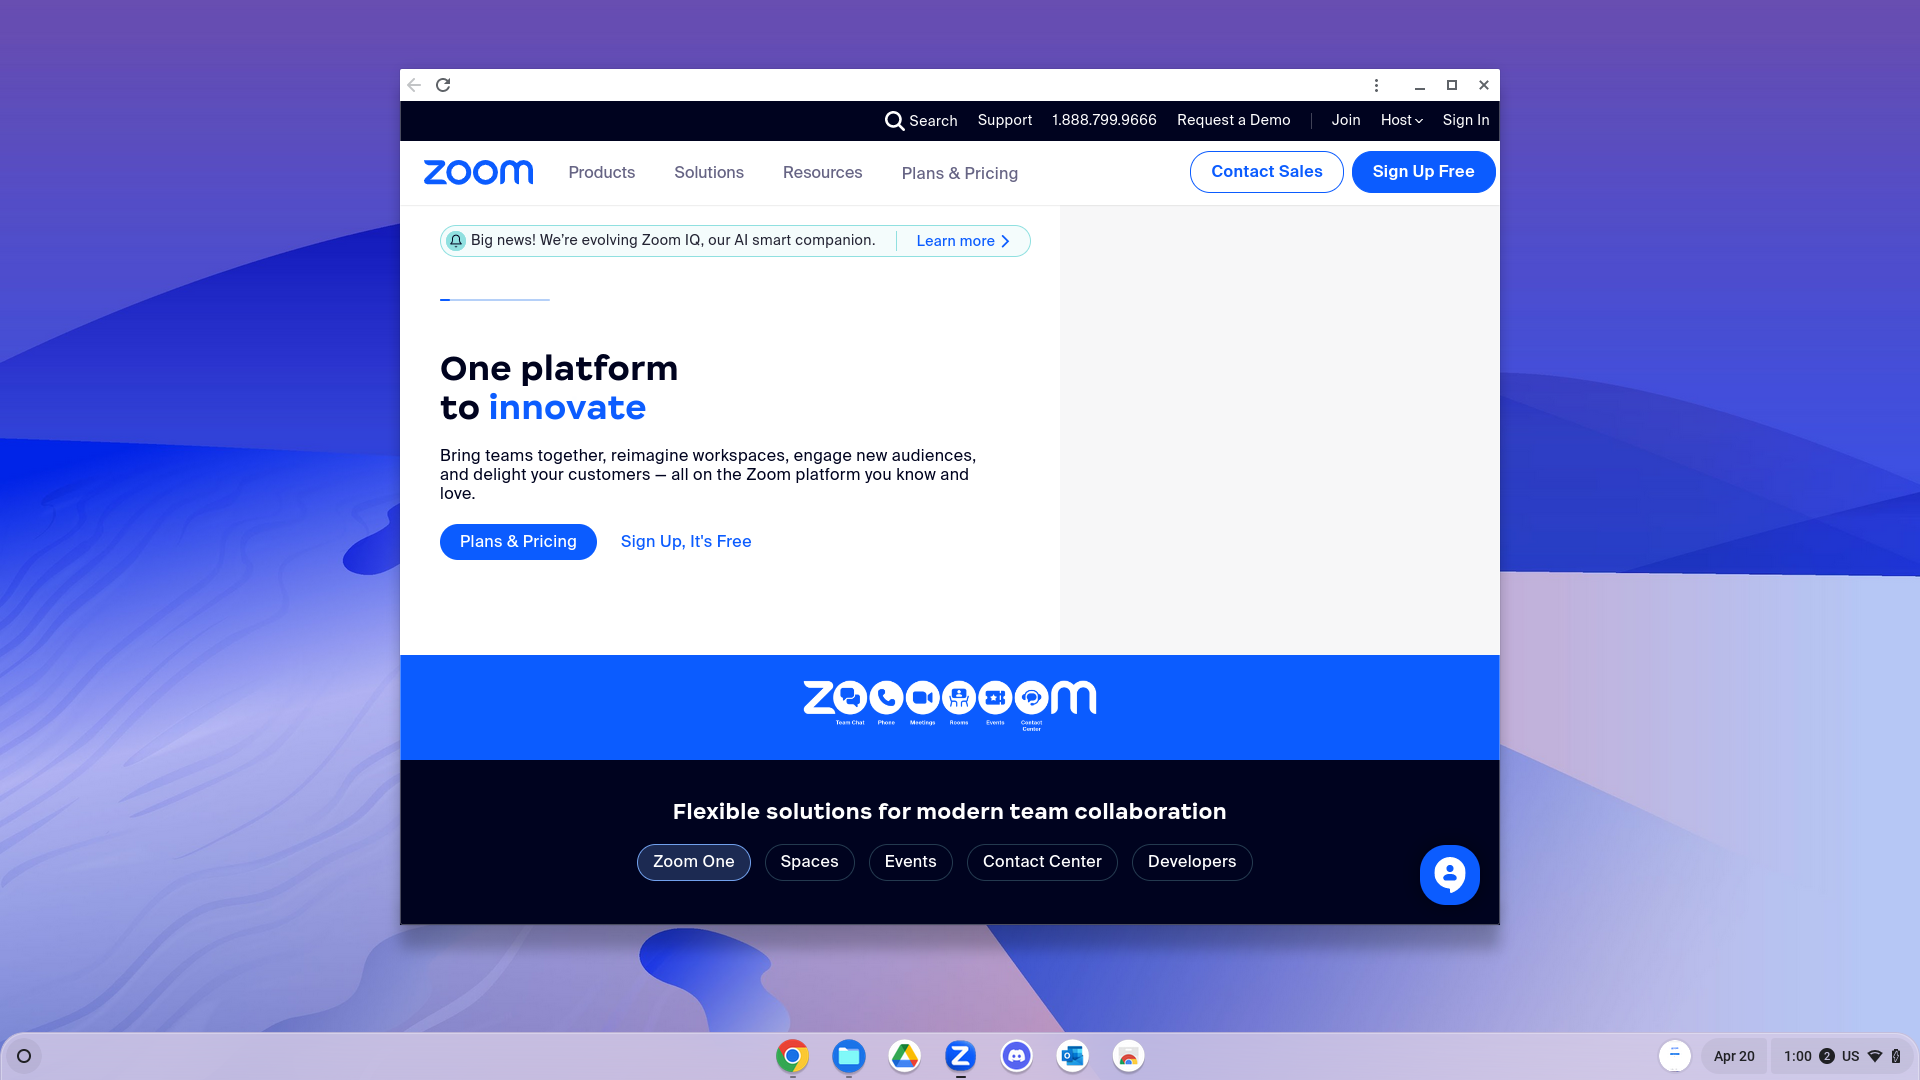 Search Support 1.888.799.9666 Request a Demo Join Host Sign In
zoom Products Solutions Resources Plans & Pricing Contact Sales Sign Up Free
Big news! We’re evolving Zoom IQ, our AI smart companion. Learn more
One platform
to innovate
Bring teams together, reimagine workspaces, engage new audiences,
and delight your customers — all on the Zoom platform you know and
love.
Plans & Pricing Sign Up, It's Free
zoooooom
Team Chat Phone Meetings Rooms Events Contact
Center
Flexible solutions for modern team collaboration
Zoom One Spaces Events Contact Center Developers
Apr 20 1:00 2 US